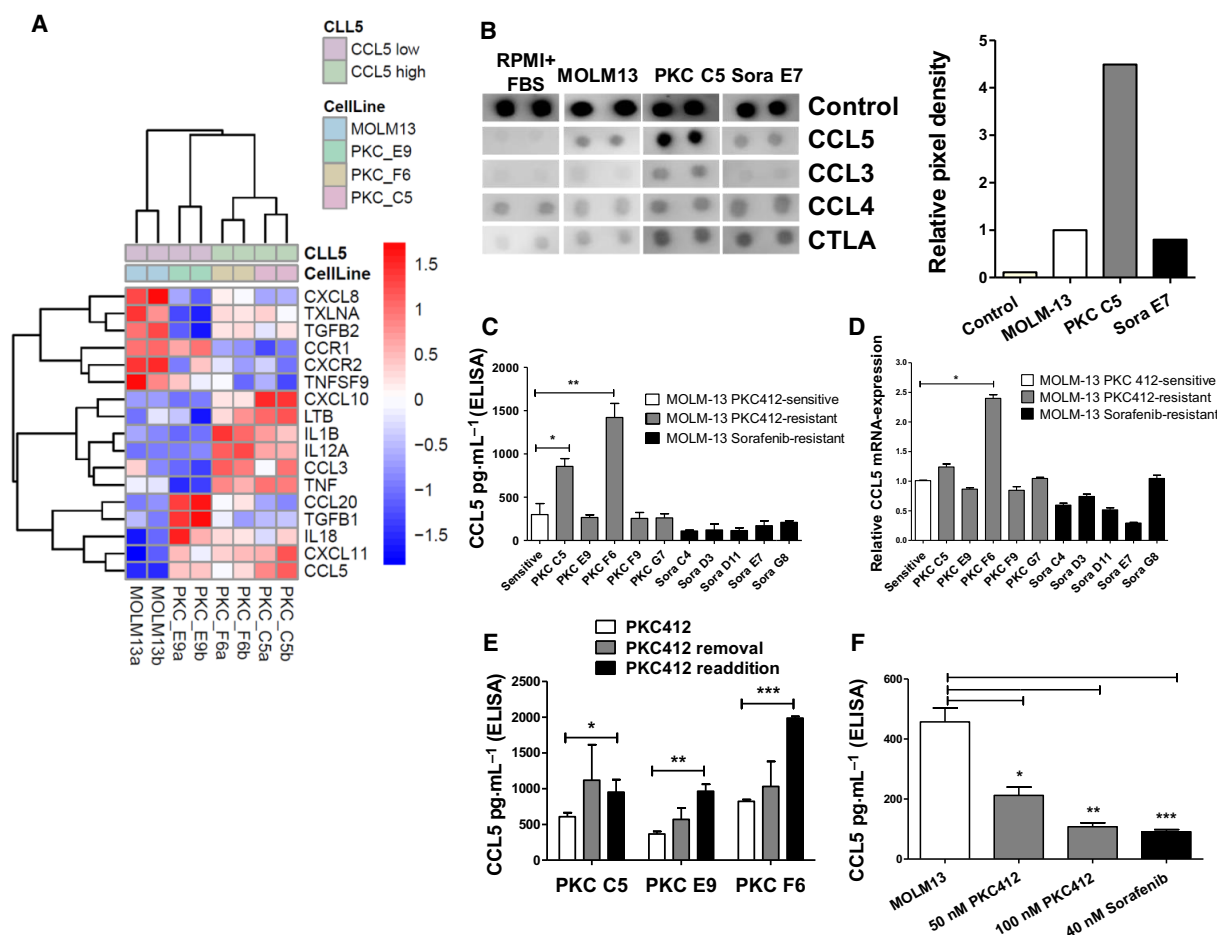 A
CLL5
CCL5 low
CCL5 high
CellLine
MOLM13
PKC_E9
PKC_F6
PKC_C5
CLL5
CellLine
CXCL8
TXLNA
TGFB2
CCR1
CXCR2
TNFSF9
CXCL10
LTB
IL1B
IL12A
CCL3
TNF
CCL20
TGFB1
IL18
CXCL11
CCL5
1.5
1
0.5
0
−0.5
−1
−1.5
MOLM13a
MOLM13b
PKC_E9a
PKC_E9b
PKC_F6a
PKC_F6b
PKC_C5a
PKC_C5b
B
RPMI+
FBS
MOLM13
PKC C5
Sora E7
Control
CCL5
CCL3
CCL4
CTLA
Relative pixel density
5
4
3
2
1
0
Control
MOLM-13
PKC C5
Sora E7
C
CCL5 pg·mL−1 (ELISA)
2000
1500
1000
500
0
**
*
MOLM-13 PKC412-sensitive
MOLM-13 PKC412-resistant
MOLM-13 Sorafenib-resistant
Sensitive
PKC C5
PKC E9
PKC F6
PKC F9
PKC G7
Sora C4
Sora D3
Sora D11
Sora E7
Sora G8
D
Relative CCL5 mRNA-expression
3.0
2.5
2.0
1.5
1.0
0.5
0.0
*
MOLM-13 PKC 412-sensitive
MOLM-13 PKC412-resistant
MOLM-13 Sorafenib-resistant
Sensitive
PKC C5
PKC E9
PKC F6
PKC F9
PKC G7
Sora C4
Sora D3
Sora D11
Sora E7
Sora G8
E
PKC412
PKC412 removal
PKC412 readdition
CCL5 pg·mL−1 (ELISA)
2500
2000
1500
1000
500
0
*
**
***
PKC C5
PKC E9
PKC F6
F
CCL5 pg·mL−1 (ELISA)
600
400
200
0
*
**
***
MOLM13
50 nM PKC412
100 nM PKC412
40 nM Sorafenib